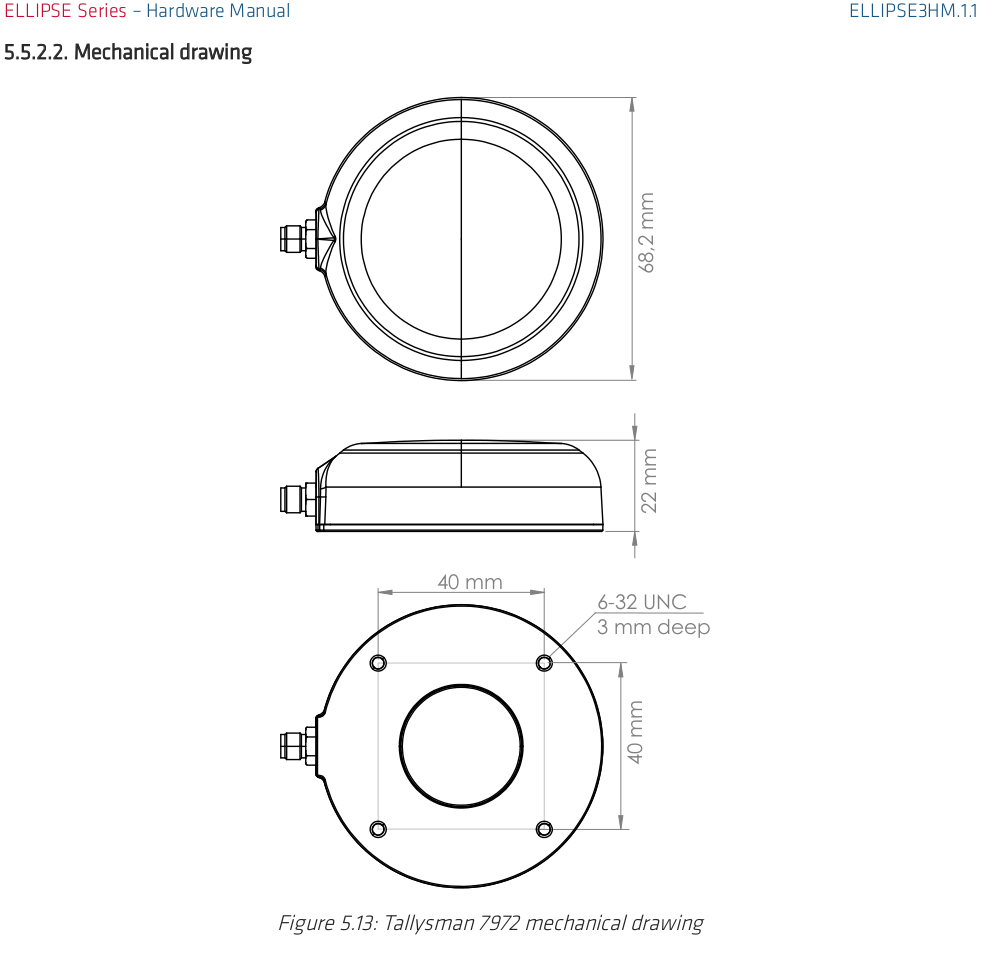 ELLIPSE Series – Hardware Manual
ELLIPSE3HM.1.1
5.5.2.2. Mechanical drawing
68,2 mm
22 mm
40 mm
6-32 UNC
3 mm deep
40 mm
Figure 5.13: Tallysman 7972 mechanical drawing